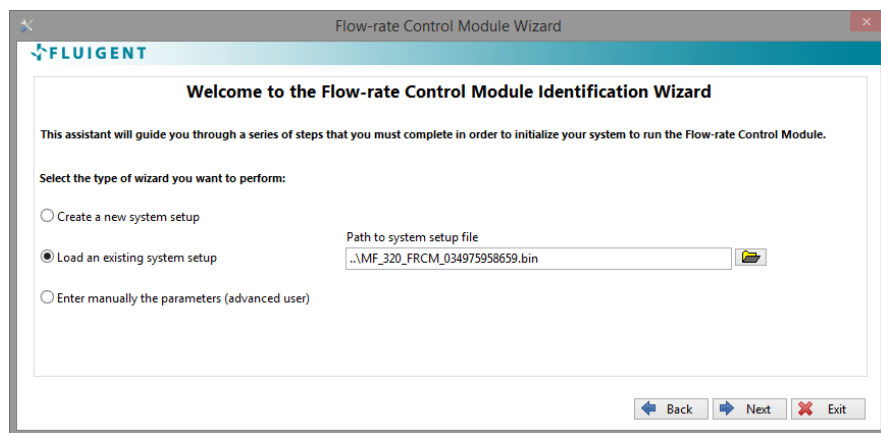 Flow-rate Control Module Wizard
FLUIGENT
Welcome to the Flow-rate Control Module Identification Wizard
This assistant will guide you through a series of steps that you must complete in order to initialize your system to run the Flow-rate Control Module.
Select the type of wizard you want to perform:
Create a new system setup
Path to system setup file
Load an existing system setup
..\MF_320_FRCM_034975958659.bin
Enter manually the parameters (advanced user)
Back Next Exit